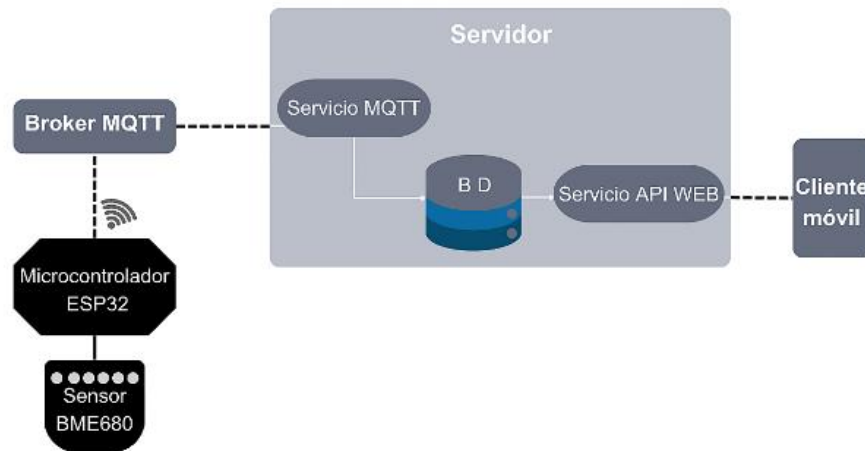 Servidor
Servicio MQTT
Broker MQTT
B D
Servicio API WEB
Cliente
móvil
Microcontrolador
ESP32
Sensor
BME680